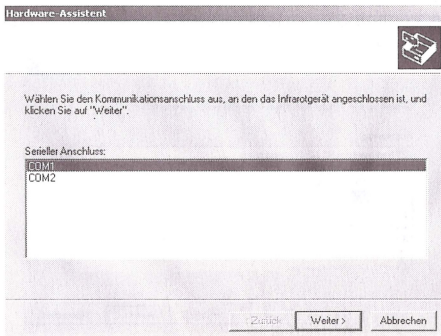 Hardware-Assistent
Wählen Sie den Kommunikationsanschluss aus, an den das Infrarotgerät angeschlossen ist, und
klicken Sie auf "Weiter".
Serieller Anschluss:
COM1
COM2
< Zurück Weiter > Abbrechen